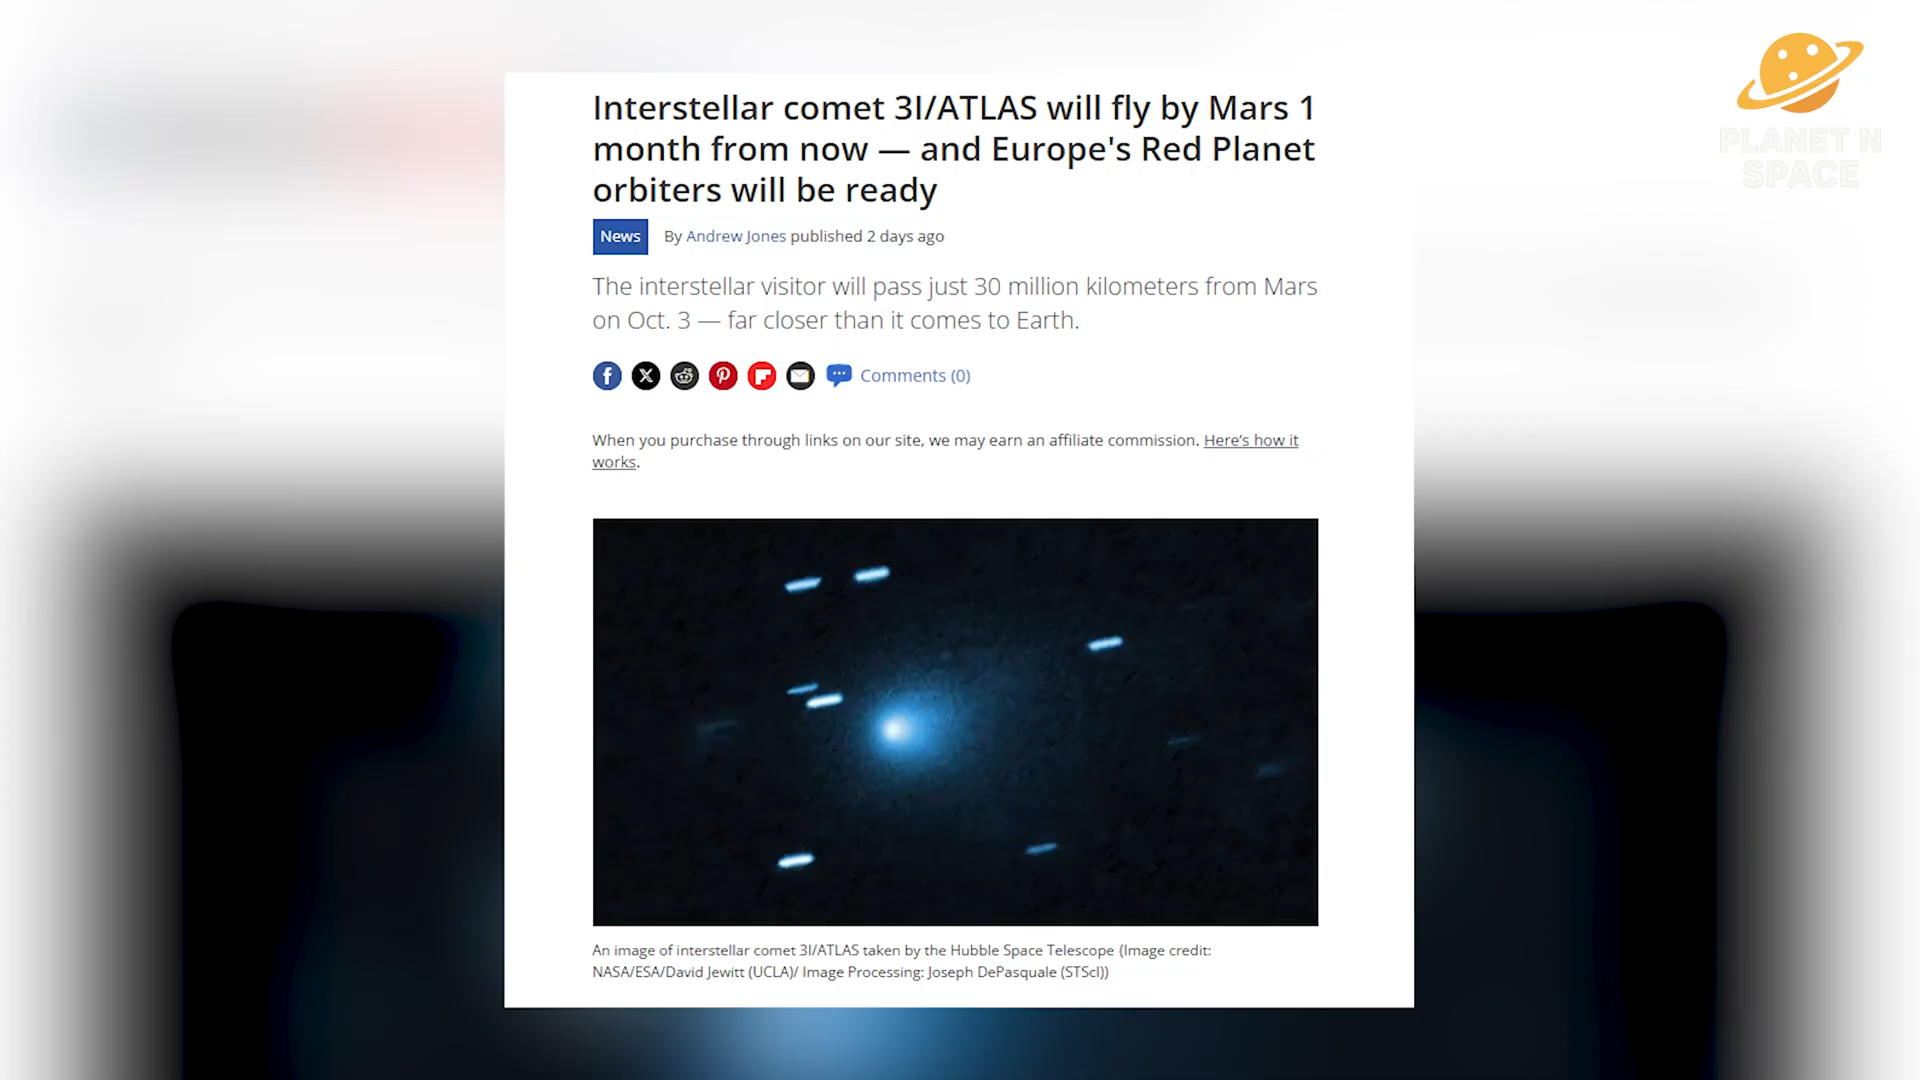 PLANET N
SPACE
Interstellar comet 3I/ATLAS will fly by Mars 1
month from now — and Europe's Red Planet
orbiters will be ready
News By Andrew Jones published 2 days ago
The interstellar visitor will pass just 30 million kilometers from Mars
on Oct. 3 — far closer than it comes to Earth.
Comments (0)
When you purchase through links on our site, we may earn an affiliate commission. Here’s how it
works.
An image of interstellar comet 3I/ATLAS taken by the Hubble Space Telescope (Image credit:
NASA/ESA/David Jewitt (UCLA)/ Image Processing: Joseph DePasquale (STScI))